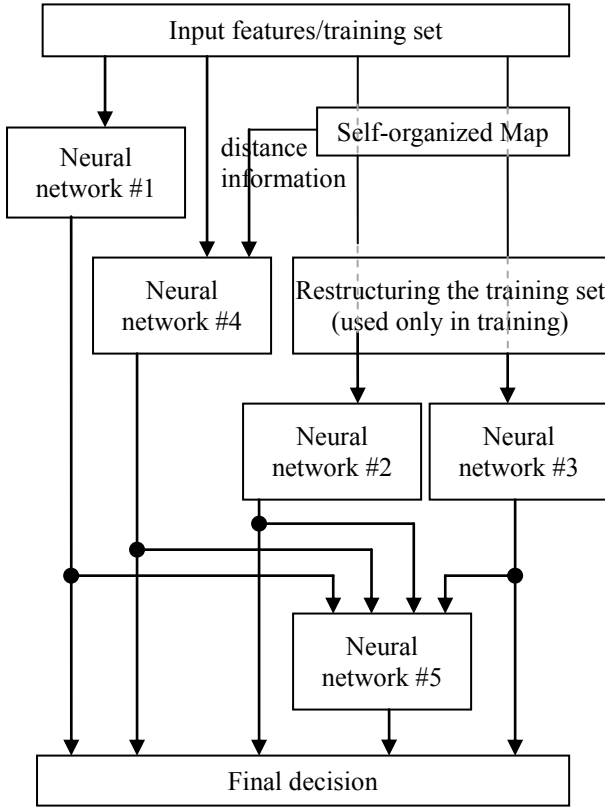 Input features/training set
Self-organized Map
distance
information
Neural
network #1
Neural
network #4
Restructuring the training set
(used only in training)
Neural
network #2
Neural
network #3
Neural
network #5
Final decision